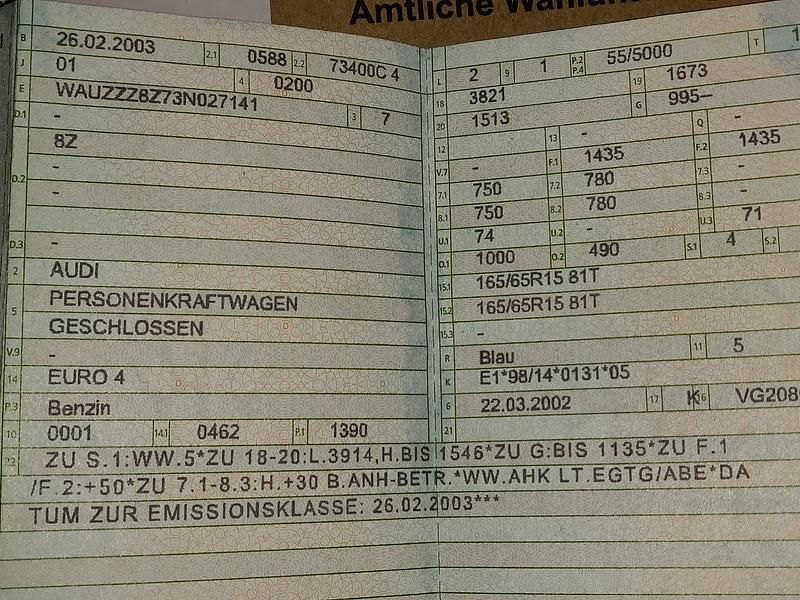 Amtliche
B 26.02.2003 2.1 0588 2.2 73400C 4
J 01 4 0200
E WAUZZZ8Z73N027141 3 7
D.1 -
8Z
D.2 -
-
D.3 -
2 AUDI
5 PERSONENKRAFTWAGEN
GESCHLOSSEN
V.9 -
14 EURO 4
P.3 Benzin
10 0001 14.1 0462 P.1 1390
L 2 9 1 P.2 P.4 55/5000 T
18 3821 19 1673
20 1513 G 995–
12 - 13 - Q -
V.7 - F.1 1435 F.2 1435
7.1 750 7.2 780 7.3 -
8.1 750 8.2 780 8.3 -
U.1 74 U.2 - U.3 71
O.1 1000 O.2 490 S.1 4 S.2
15.1 165/65R15 81T
15.2 165/65R15 81T
15.3 -
R Blau 11 5
K E1*98/14*0131*05
6 22.03.2002 17 K 16 VG208
21
22 ZU S.1:WW.5*ZU 18-20:L.3914,H.BIS 1546*ZU G:BIS 1135*ZU F.1
/F.2:+50*ZU 7.1-8.3:H.+30 B.ANH-BETR.*WW.AHK LT.EGTG/ABE*DA
TUM ZUR EMISSIONSKLASSE: 26.02.2003***